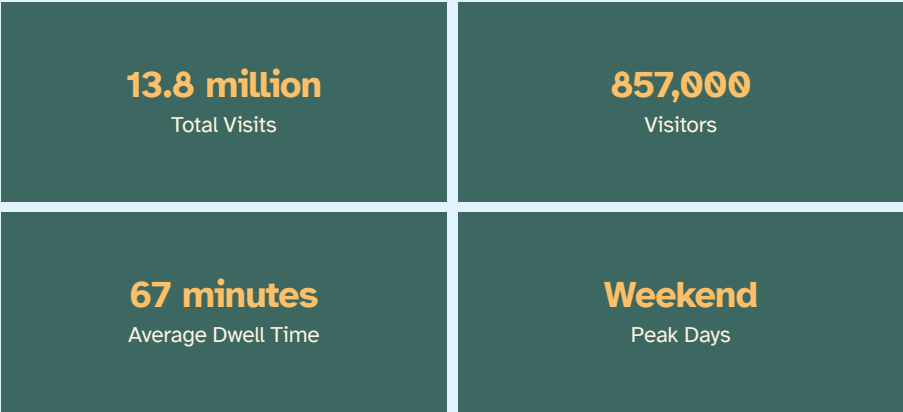 13.8 million
Total Visits
857,000
Visitors
67 minutes
Average Dwell Time
Weekend
Peak Days